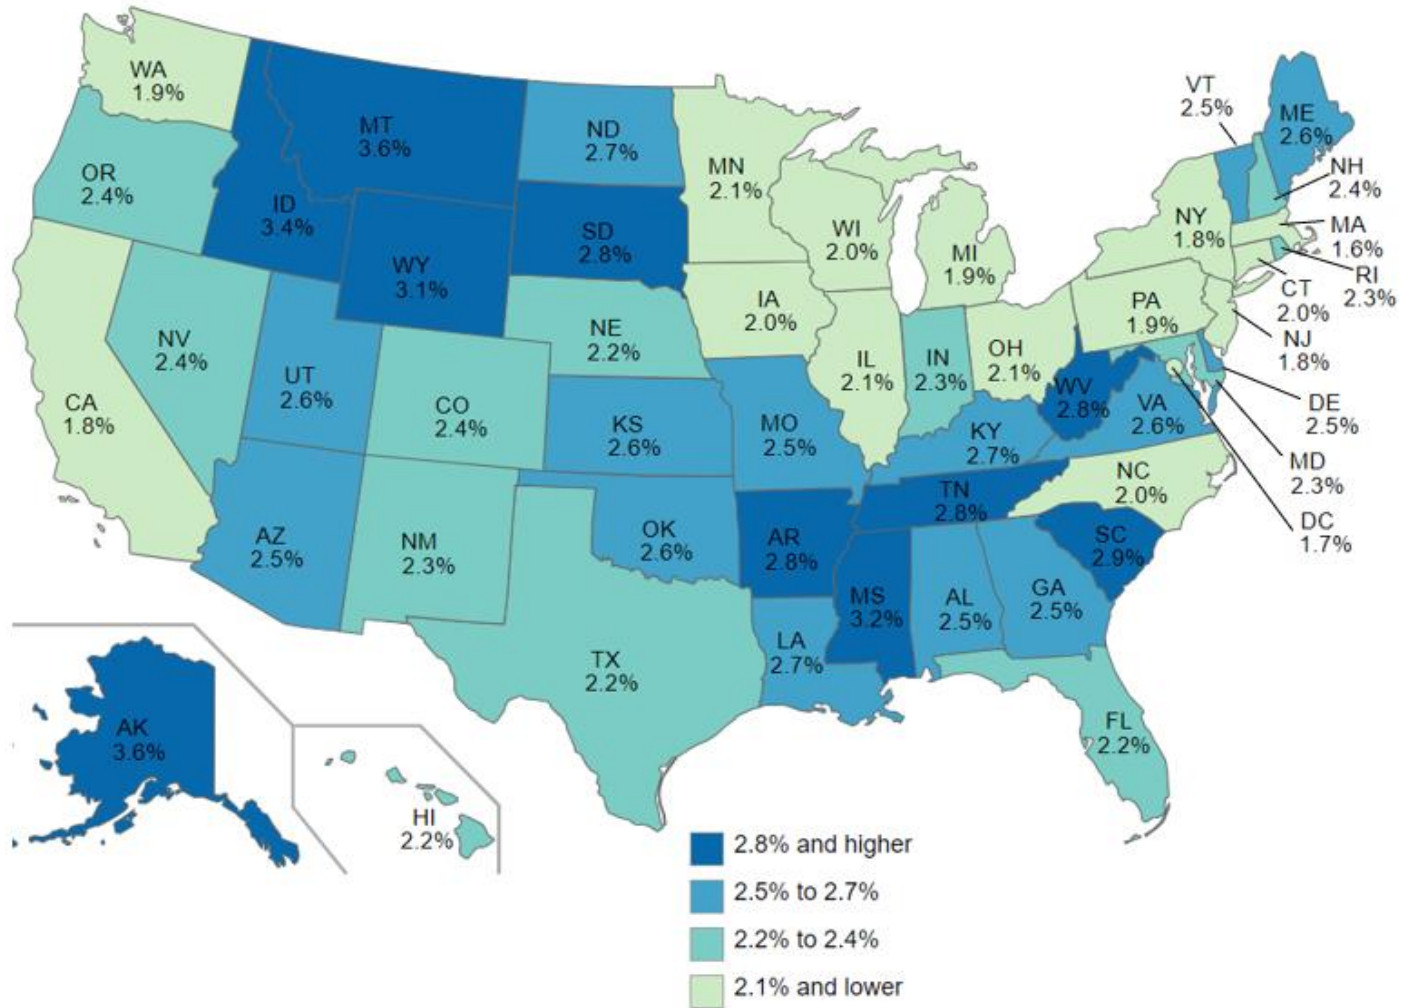 WA
1.9%
OR
2.4%
CA
1.8%
NV
2.4%
ID
3.4%
MT
3.6%
WY
3.1%
UT
2.6%
AZ
2.5%
CO
2.4%
NM
2.3%
ND
2.7%
SD
2.8%
NE
2.2%
KS
2.6%
OK
2.6%
TX
2.2%
MN
2.1%
IA
2.0%
MO
2.5%
AR
2.8%
LA
2.7%
WI
2.0%
IL
2.1%
MI
1.9%
IN
2.3%
OH
2.1%
KY
2.7%
TN
2.8%
MS
3.2%
AL
2.5%
GA
2.5%
FL
2.2%
SC
2.9%
NC
2.0%
VA
2.6%
WV
2.8%
PA
1.9%
NY
1.8%
VT
2.5%
ME
2.6%
NH
2.4%
MA
1.6%
RI
2.3%
CT
2.0%
NJ
1.8%
DE
2.5%
MD
2.3%
DC
1.7%
AK
3.6%
HI
2.2%
2.8% and higher
2.5% to 2.7%
2.2% to 2.4%
2.1% and lower